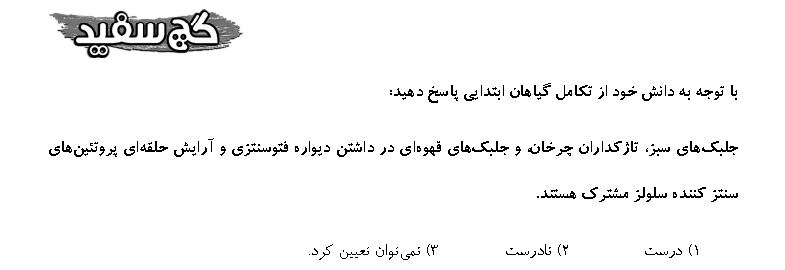 گچ سفید
با توجه به دانش خود از تکامل گیاهان ابتدایی پاسخ دهید:
جلبک‌های سبز، تاژکداران چرخان، و جلبک‌های قهوه‌ای در داشتن دیواره فتوسنتزی و آرایش حلقه‌ای پروتئین‌های
سنتز کننده سلولز مشترک هستند.
۱) درست ۲) نادرست ۳) نمی‌توان تعیین کرد.